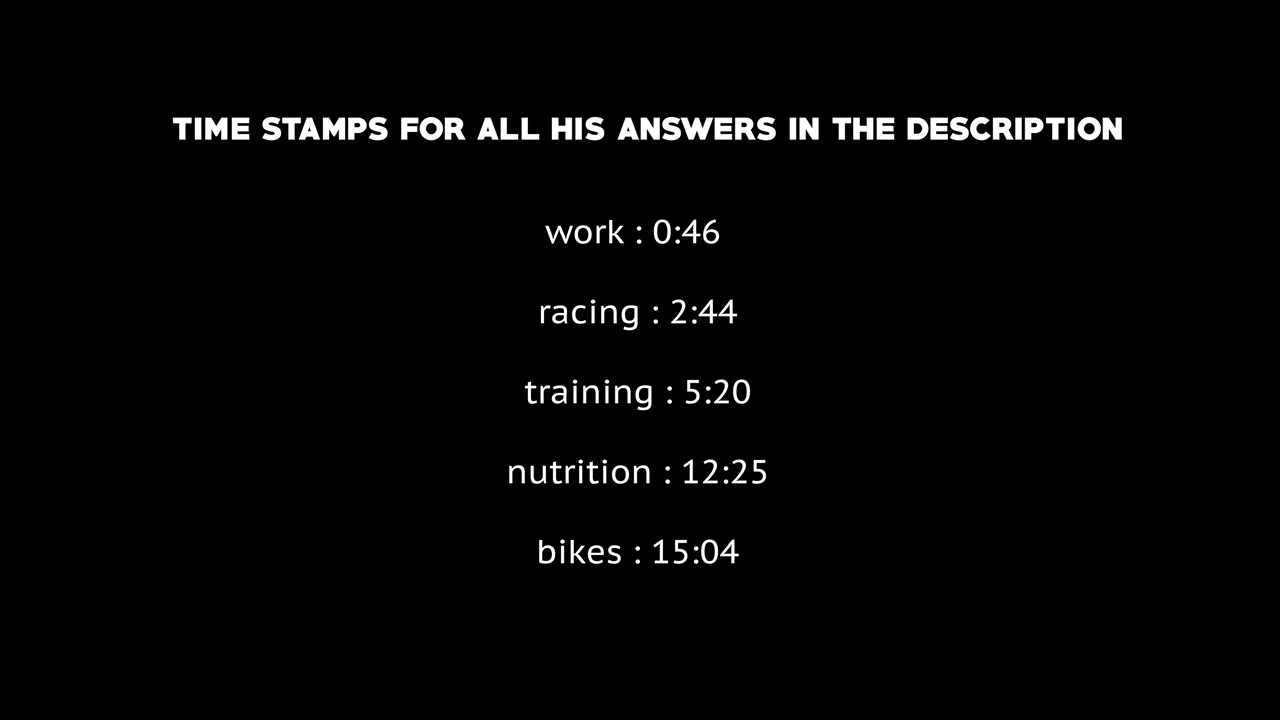 TIME STAMPS FOR ALL HIS ANSWERS IN THE DESCRIPTION
work : 0:46
racing : 2:44
training : 5:20
nutrition : 12:25
bikes : 15:04